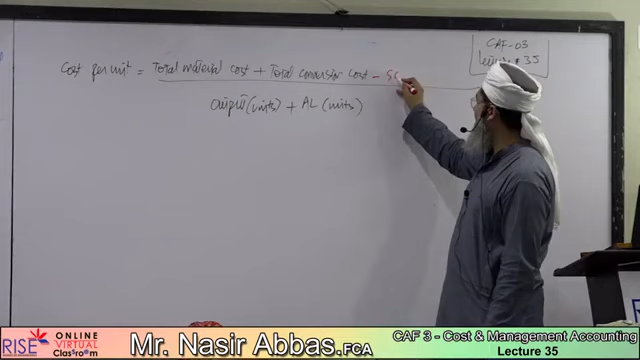 CAF-03
Lecture # 35
Cost per unit = Total material cost + Total conversion cost - SC
output (units) + AL (units)
RISE
ONLINE
VIRTUAL
Classroom
Mr. Nasir Abbas.FCA
CAF 3 - Cost & Management Accounting
Lecture 35